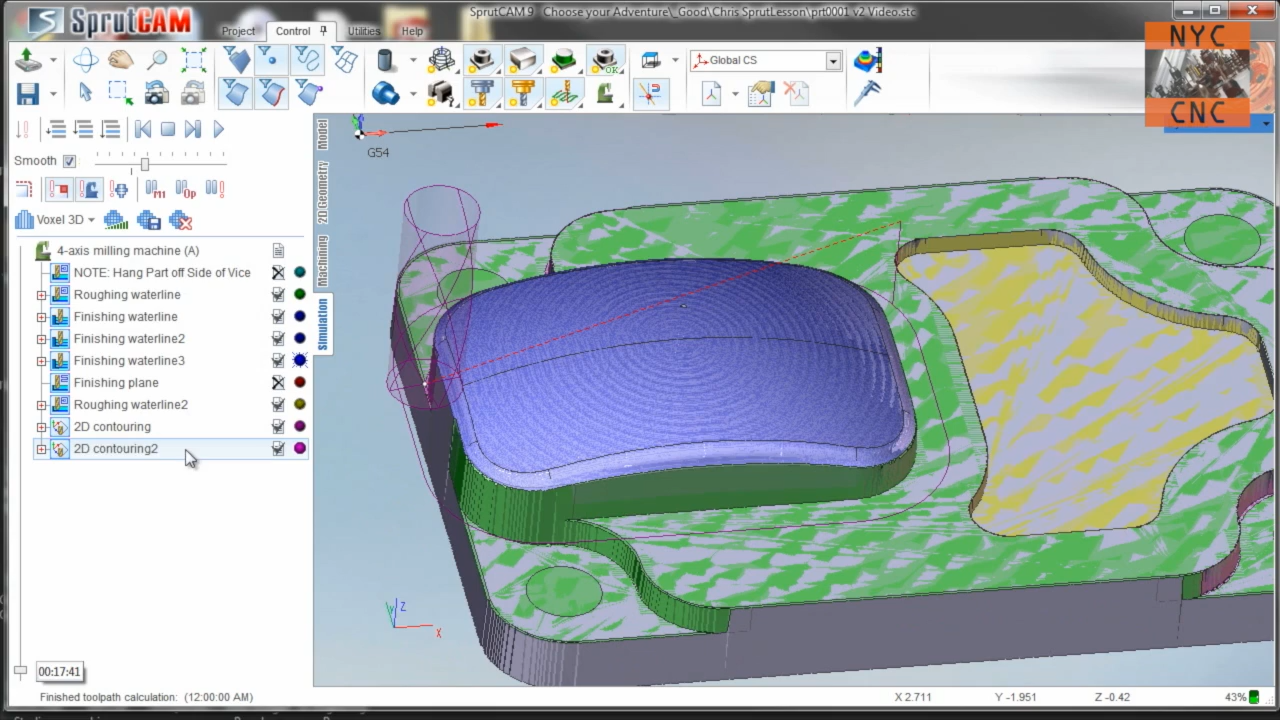 SprutCAM 9 - Choose your Adventure\_Good\Chris SprutLesson\prt0001 v2 Video.stc
SprutCAM
Project Control Utilities Help
NYC
CNC
OK
Global CS
Smooth
M1 Op
Voxel 3D
4-axis milling machine (A)
NOTE: Hang Part off Side of Vice
Roughing waterline
Finishing waterline
Finishing waterline2
Finishing waterline3
Finishing plane
Roughing waterline2
2D contouring
2D contouring2
Model
2D Geometry
Machining
Simulation
G54
Z
X
00:17:41
Finished toolpath calculation: (12:00:00 AM)
X 2.711 Y -1.951 Z -0.42 43%